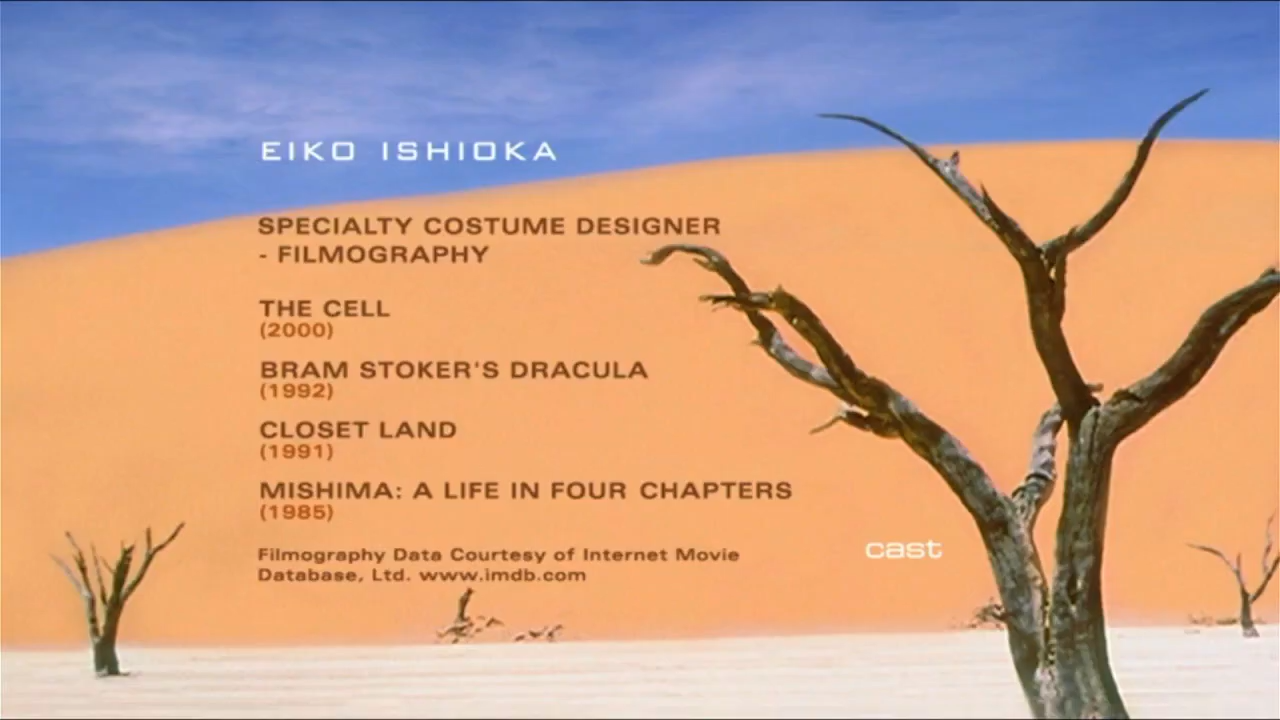 EIKO ISHIOKA
SPECIALTY COSTUME DESIGNER
- FILMOGRAPHY
THE CELL
(2000)
BRAM STOKER'S DRACULA
(1992)
CLOSET LAND
(1991)
MISHIMA: A LIFE IN FOUR CHAPTERS
(1985)
Filmography Data Courtesy of Internet Movie
Database, Ltd. www.imdb.com
cast